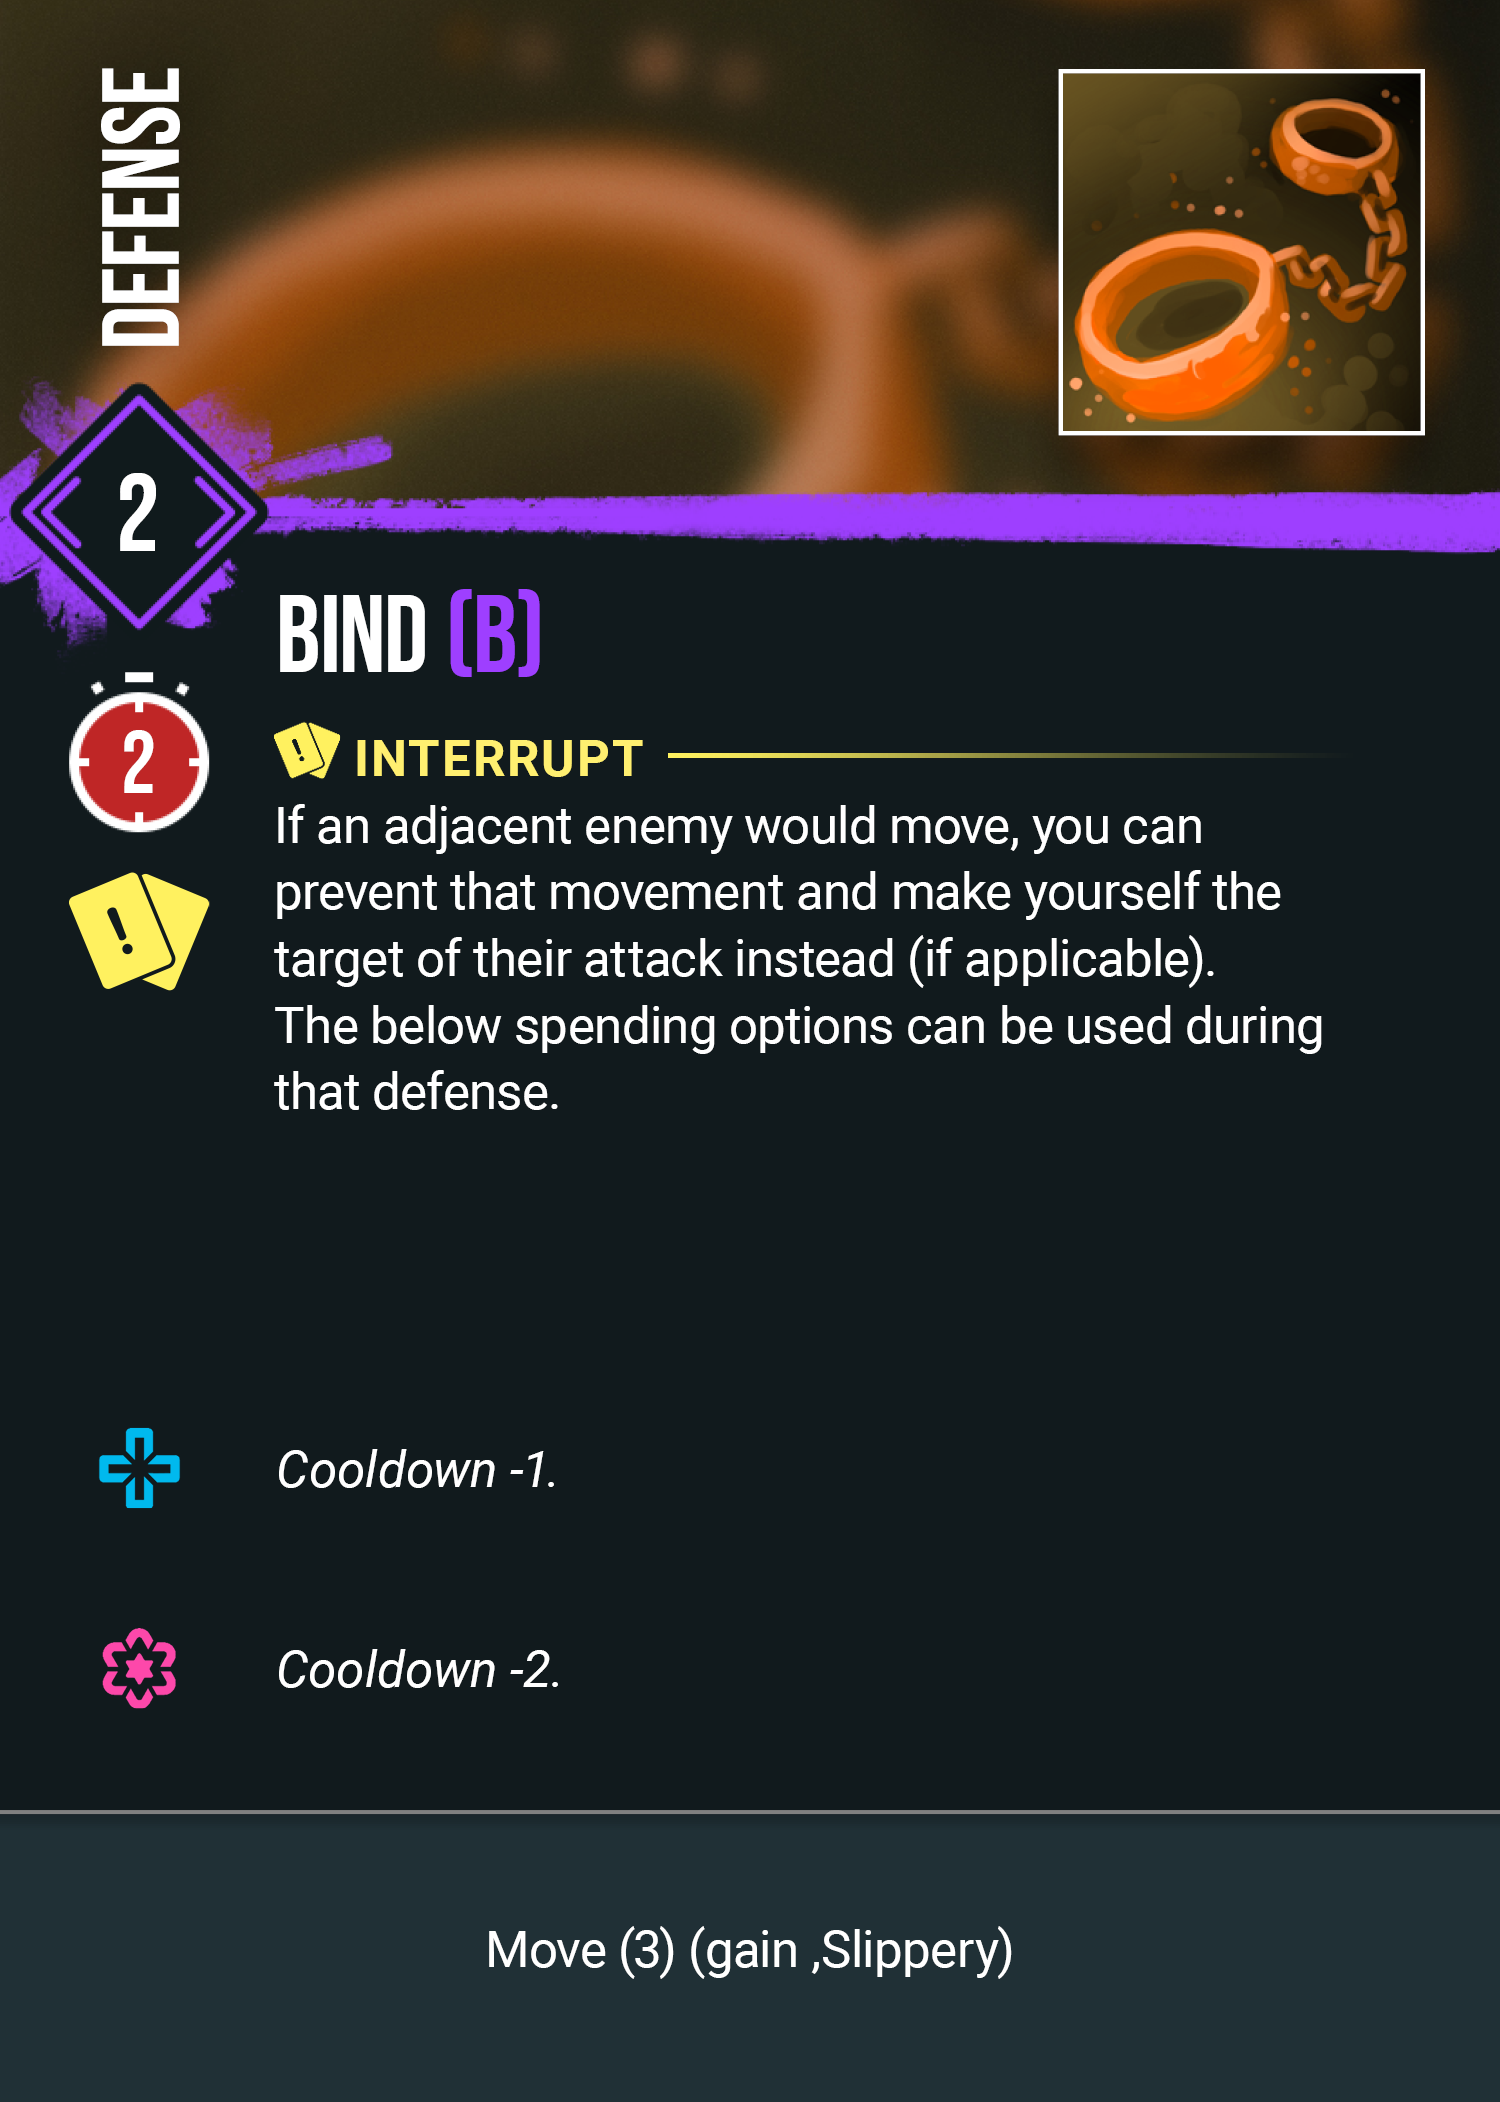 DEFENSE
2
BIND (B)
2
INTERRUPT
If an adjacent enemy would move, you can
prevent that movement and make yourself the
target of their attack instead (if applicable).
The below spending options can be used during
that defense.
Cooldown -1.
Cooldown -2.
Move (3) (gain ,Slippery)